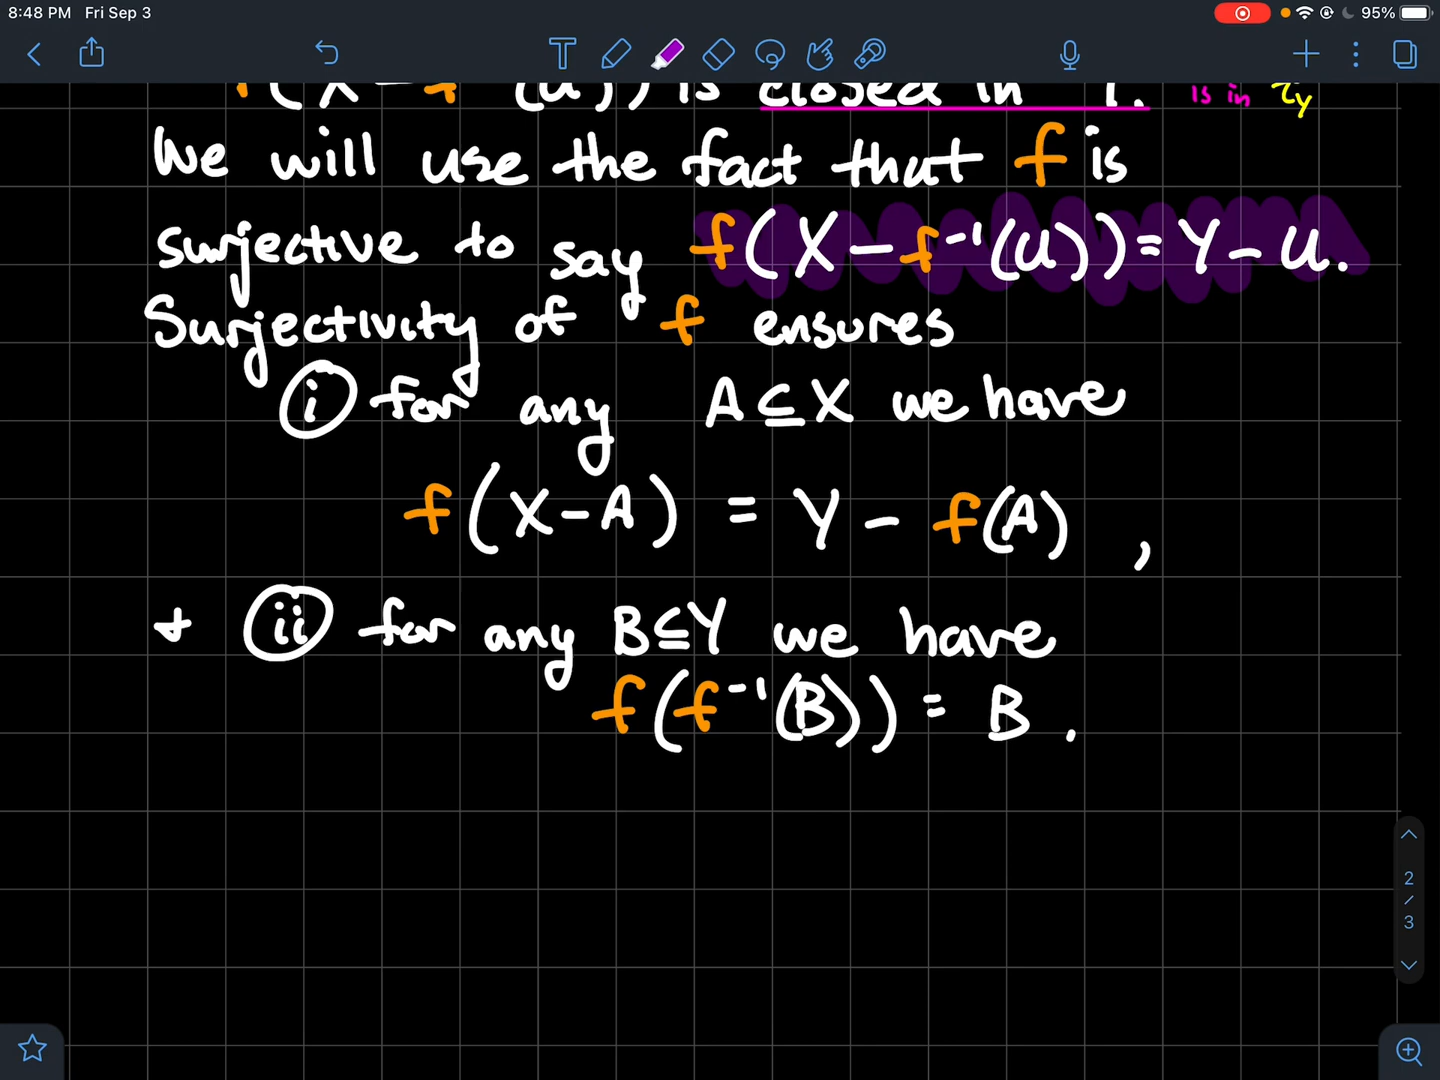 8:48 PM Fri Sep 3
95%
f(X − f (U)) is closed in Y. is in τy
We will use the fact that f is
surjective to say f(X − f⁻¹(U)) = Y − U.
Surjectivity of f ensures
(i) for any A ⊆ X we have
f(X − A) = Y − f(A) ,
+ (ii) for any B ⊆ Y we have
f(f⁻¹(B)) = B .
2
/
3